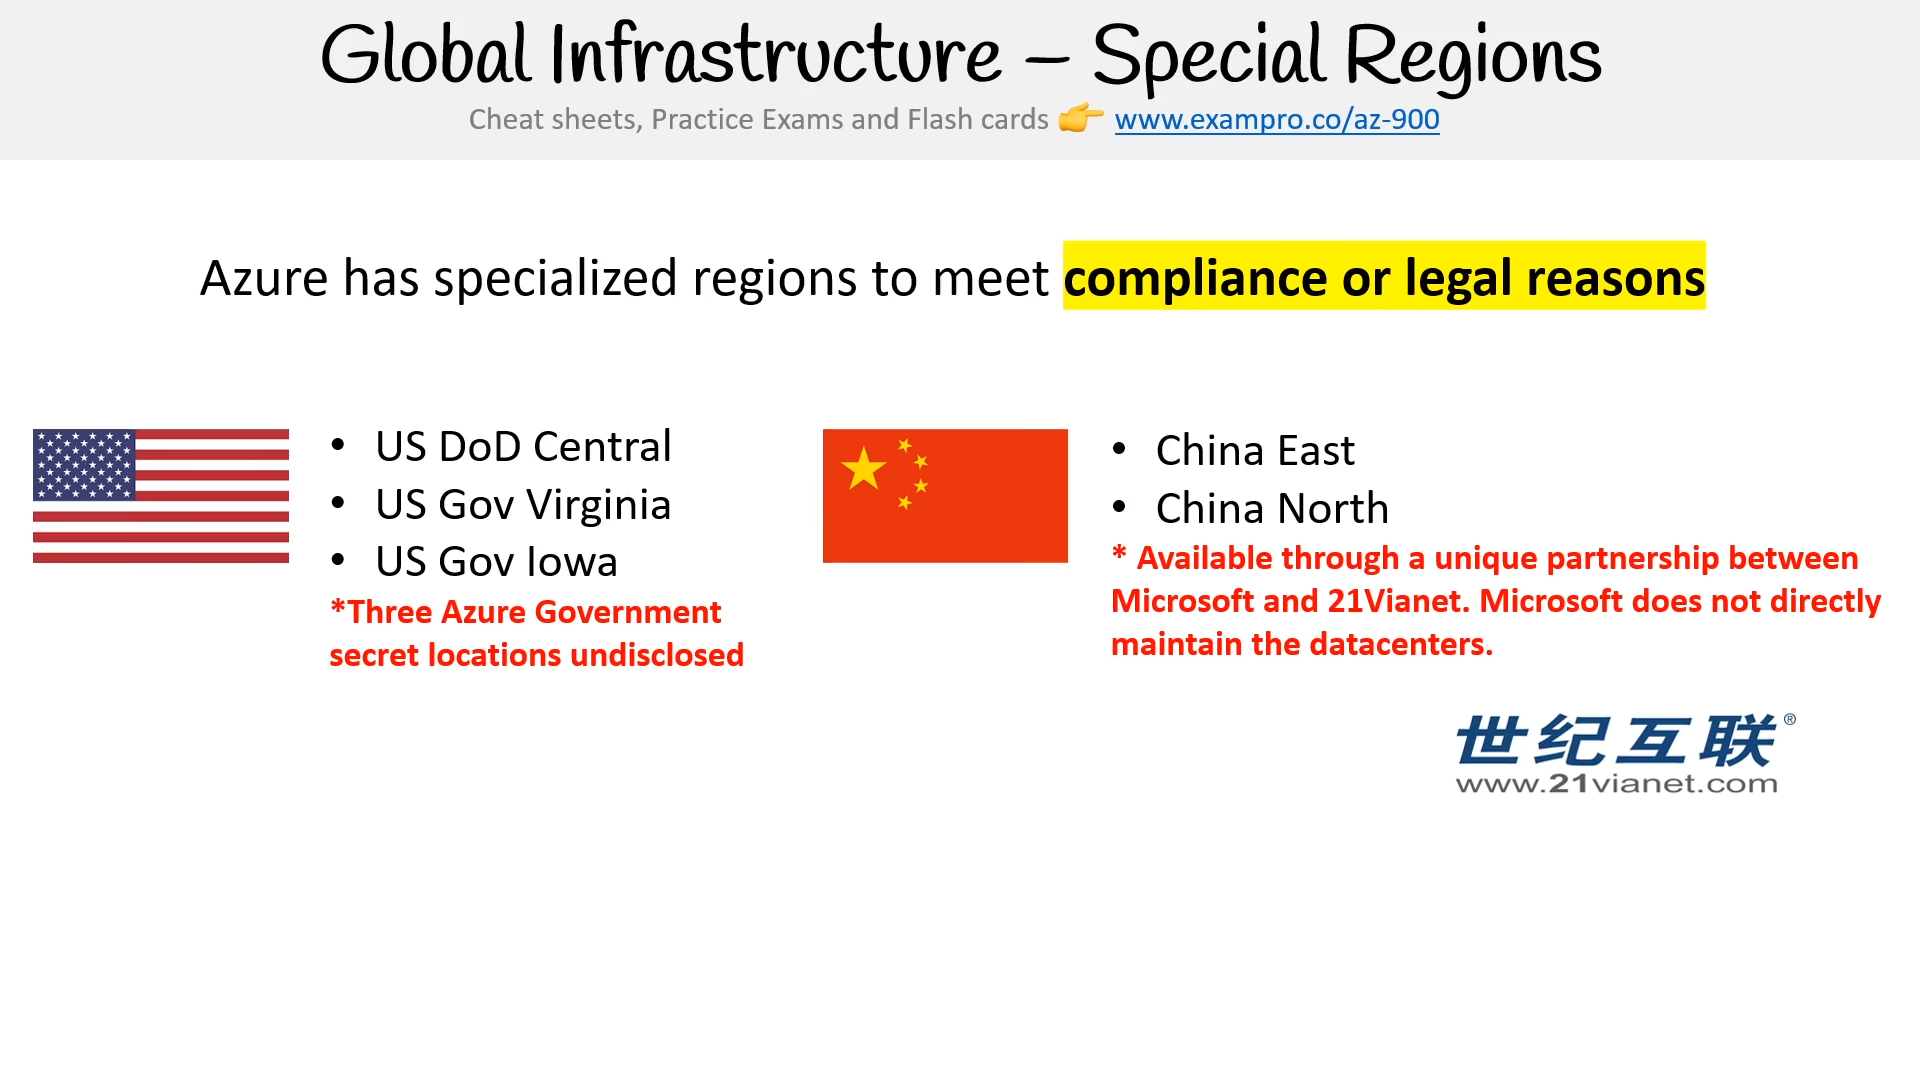 Global Infrastructure – Special Regions
Cheat sheets, Practice Exams and Flash cards 👉 www.exampro.co/az-900
Azure has specialized regions to meet compliance or legal reasons
• US DoD Central
• US Gov Virginia
• US Gov Iowa
*Three Azure Government
secret locations undisclosed
• China East
• China North
* Available through a unique partnership between
Microsoft and 21Vianet. Microsoft does not directly
maintain the datacenters.
世纪互联®
www.21vianet.com